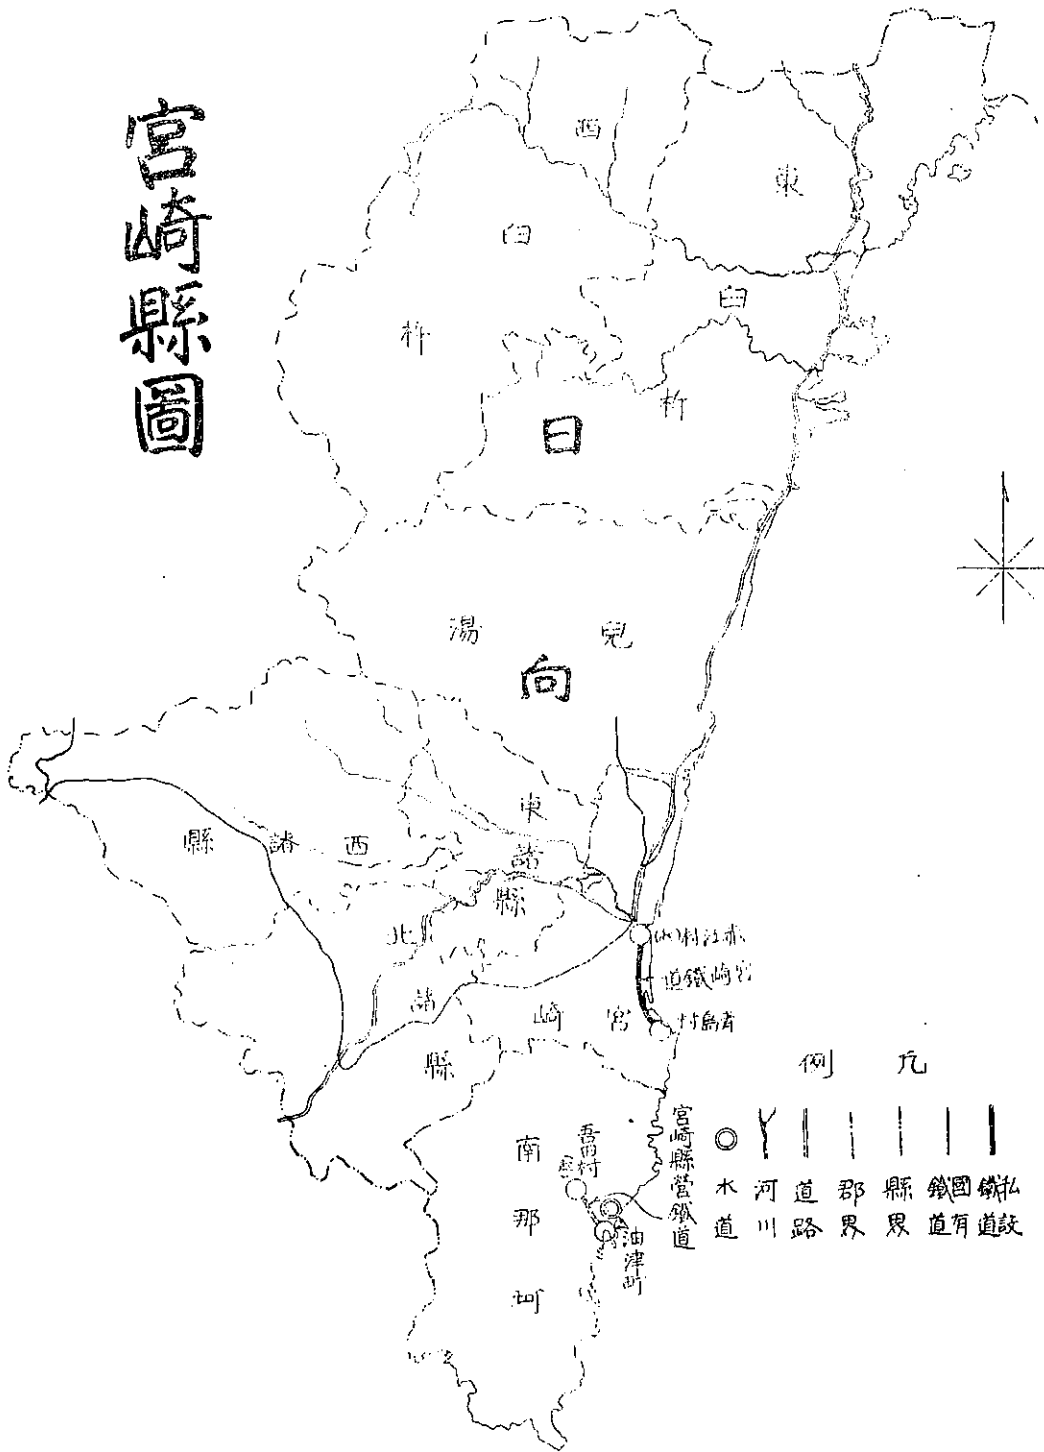 宮崎縣圖
西
臼
杵
東
臼
杵
日
向
兒
湯
西
諸
縣
東
諸
縣
北
諸
縣
宮
崎
赤江村
宮崎鐵道
青島村
南
那
珂
吾田村
油津町
宮崎縣營鐵道
凡例
私設鐵道
國有鐵道
縣界
郡界
道路
河川
水道